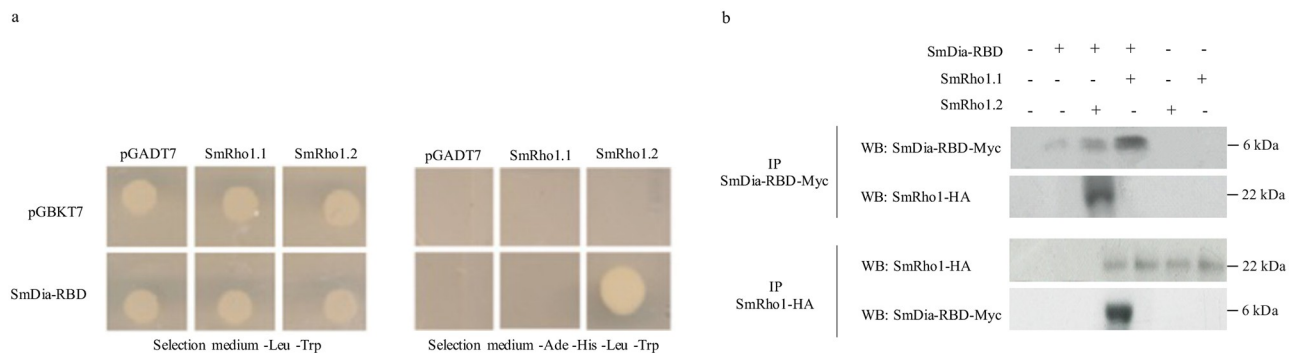 a
pGADT7 SmRho1.1 SmRho1.2 pGADT7 SmRho1.1 SmRho1.2
pGBKT7
SmDia-RBD
Selection medium -Leu -Trp Selection medium -Ade -His -Leu -Trp
b
SmDia-RBD - + + + - -
SmRho1.1 - - - + - +
SmRho1.2 - - + - + -
IP
SmDia-RBD-Myc
WB: SmDia-RBD-Myc – 6 kDa
WB: SmRho1-HA – 22 kDa
IP
SmRho1-HA
WB: SmRho1-HA – 22 kDa
WB: SmDia-RBD-Myc – 6 kDa